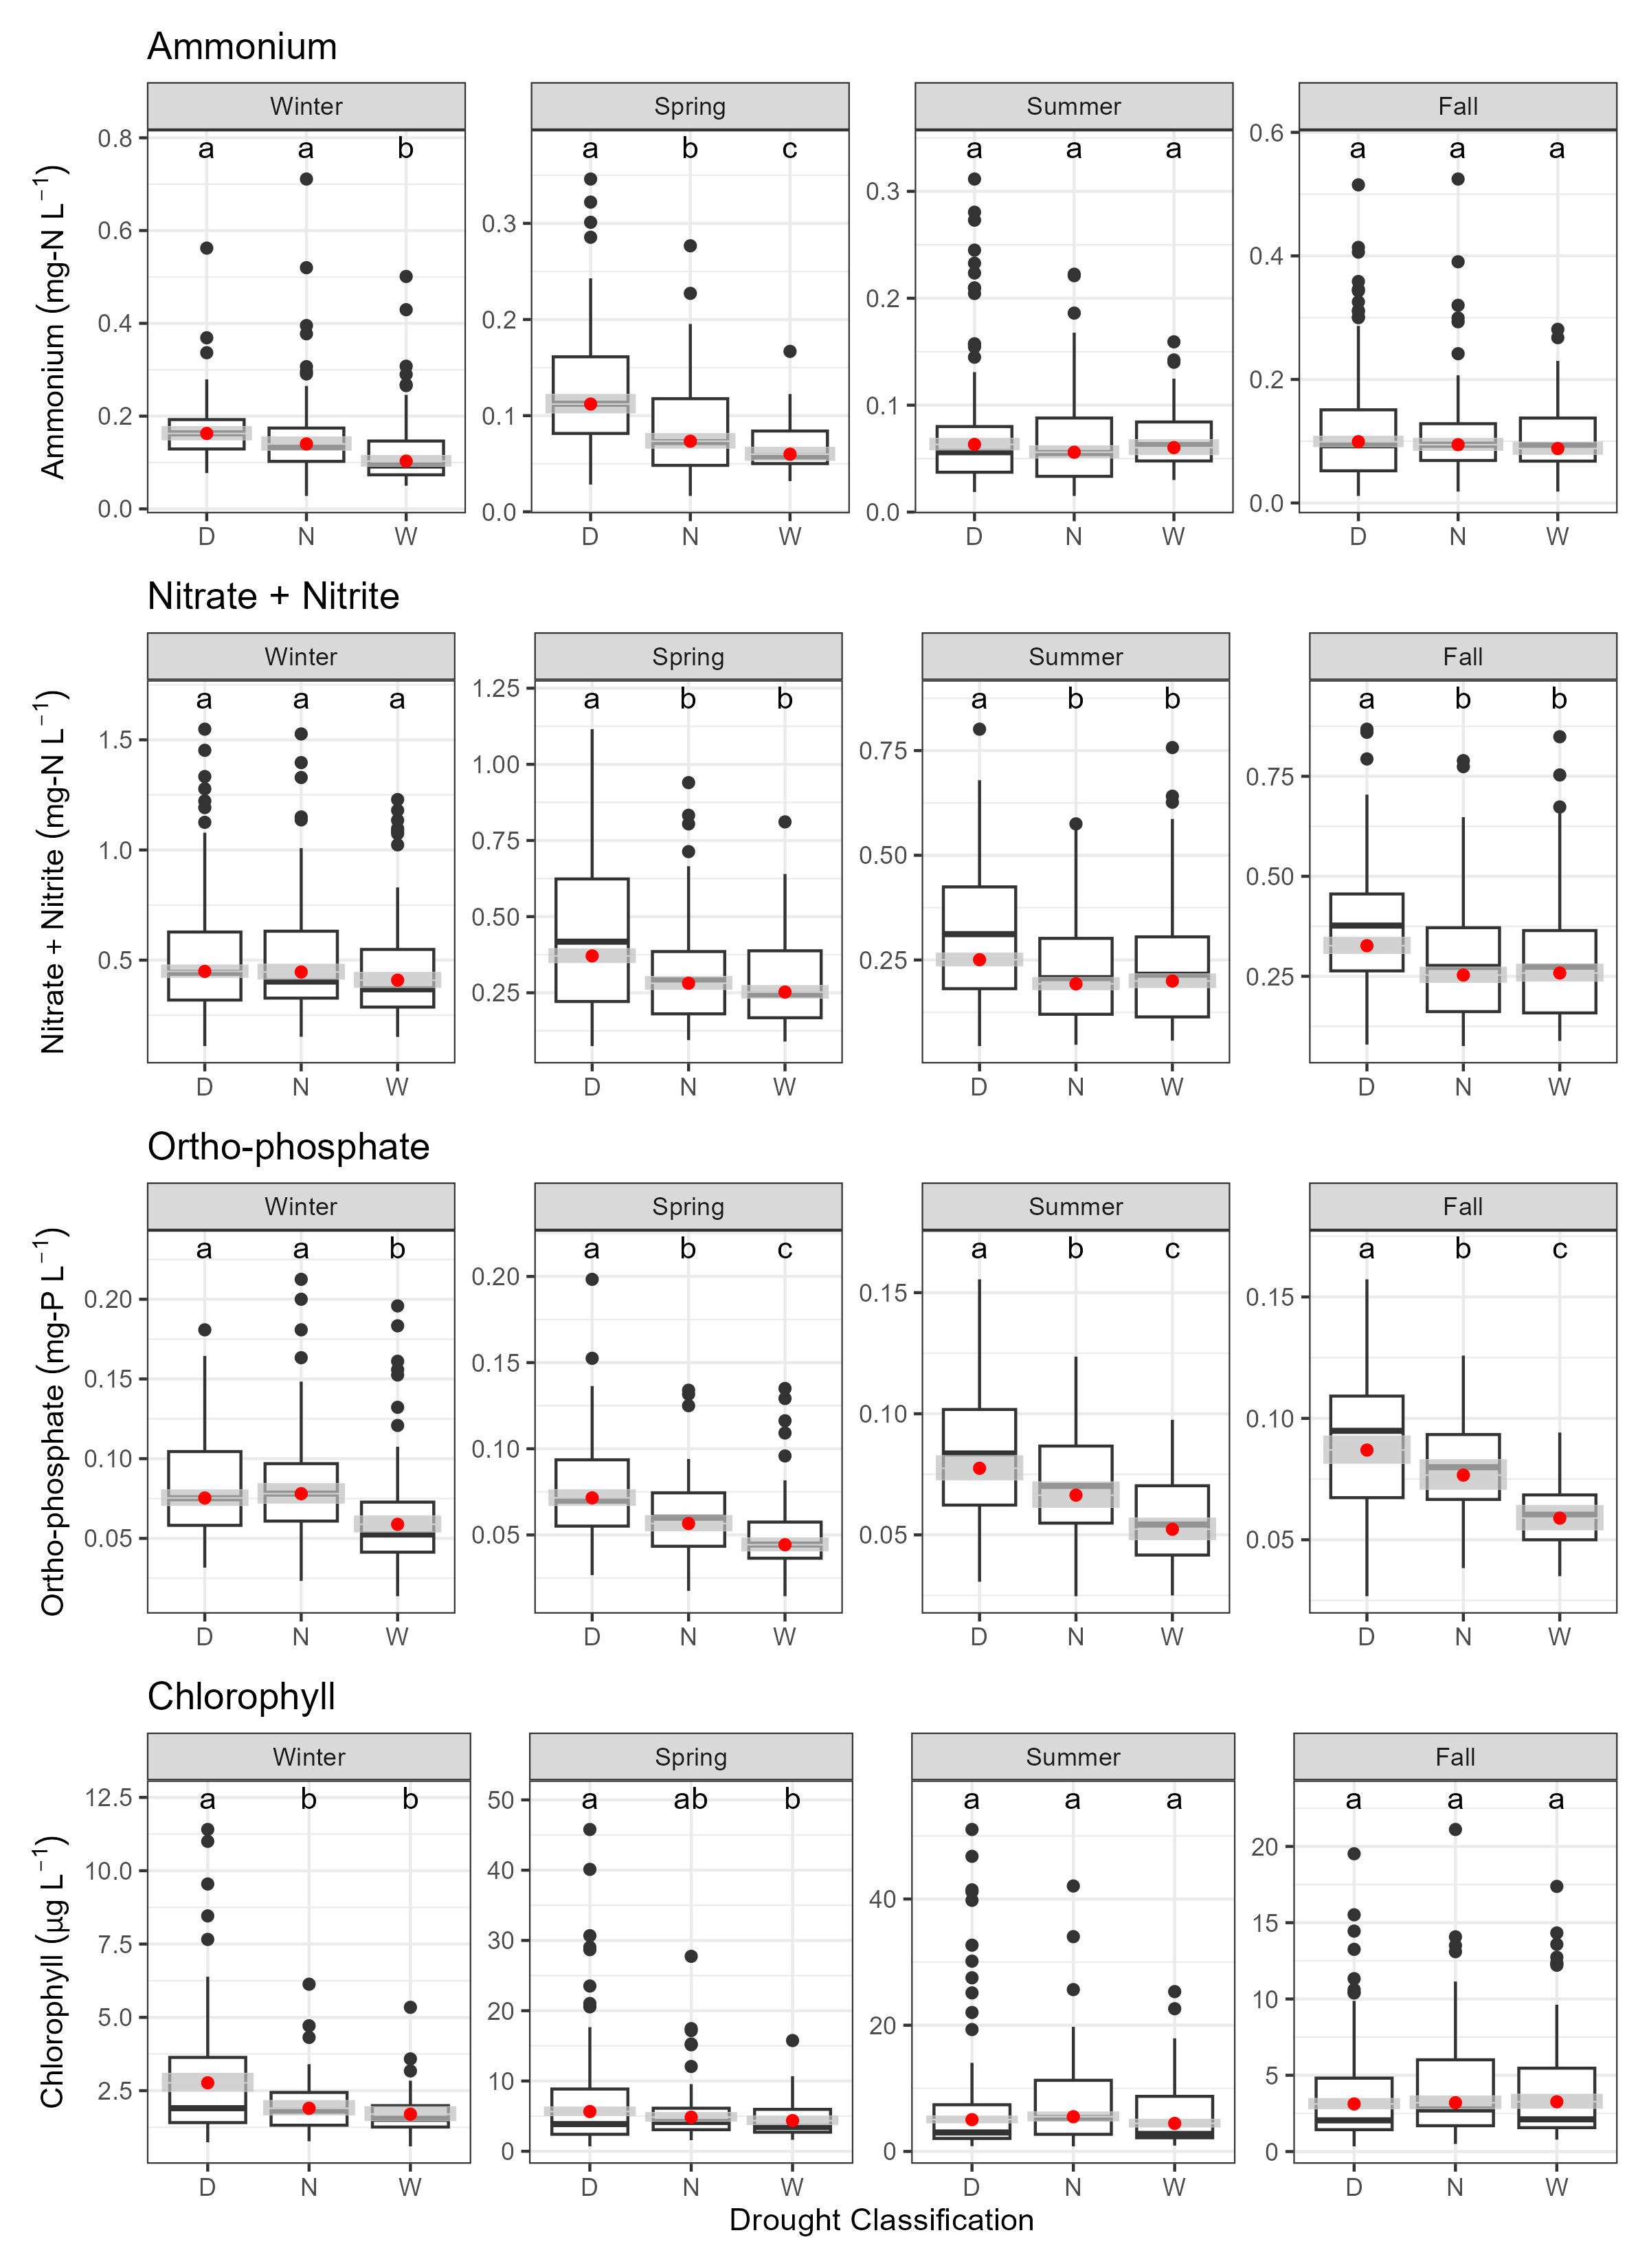 Ammonium
Winter Spring Summer Fall
a a b a b c a a a a a a
Ammonium (mg-N L⁻¹)
0.8 0.6 0.4 0.2 0.0
0.3 0.2 0.1 0.0
0.3 0.2 0.1 0.0
0.6 0.4 0.2 0.0
D N W D N W D N W D N W
Nitrate + Nitrite
Winter Spring Summer Fall
a a a a b b a b b a b b
Nitrate + Nitrite (mg-N L⁻¹)
1.5 1.0 0.5
1.25 1.00 0.75 0.50 0.25
0.75 0.50 0.25
0.75 0.50 0.25
D N W D N W D N W D N W
Ortho-phosphate
Winter Spring Summer Fall
a a b a b c a b c a b c
Ortho-phosphate (mg-P L⁻¹)
0.20 0.15 0.10 0.05
0.20 0.15 0.10 0.05
0.15 0.10 0.05
0.15 0.10 0.05
D N W D N W D N W D N W
Chlorophyll
Winter Spring Summer Fall
a b b a ab b a a a a a a
Chlorophyll (µg L⁻¹)
12.5 10.0 7.5 5.0 2.5
50 40 30 20 10 0
40 20 0
20 15 10 5 0
D N W D N W D N W D N W
Drought Classification